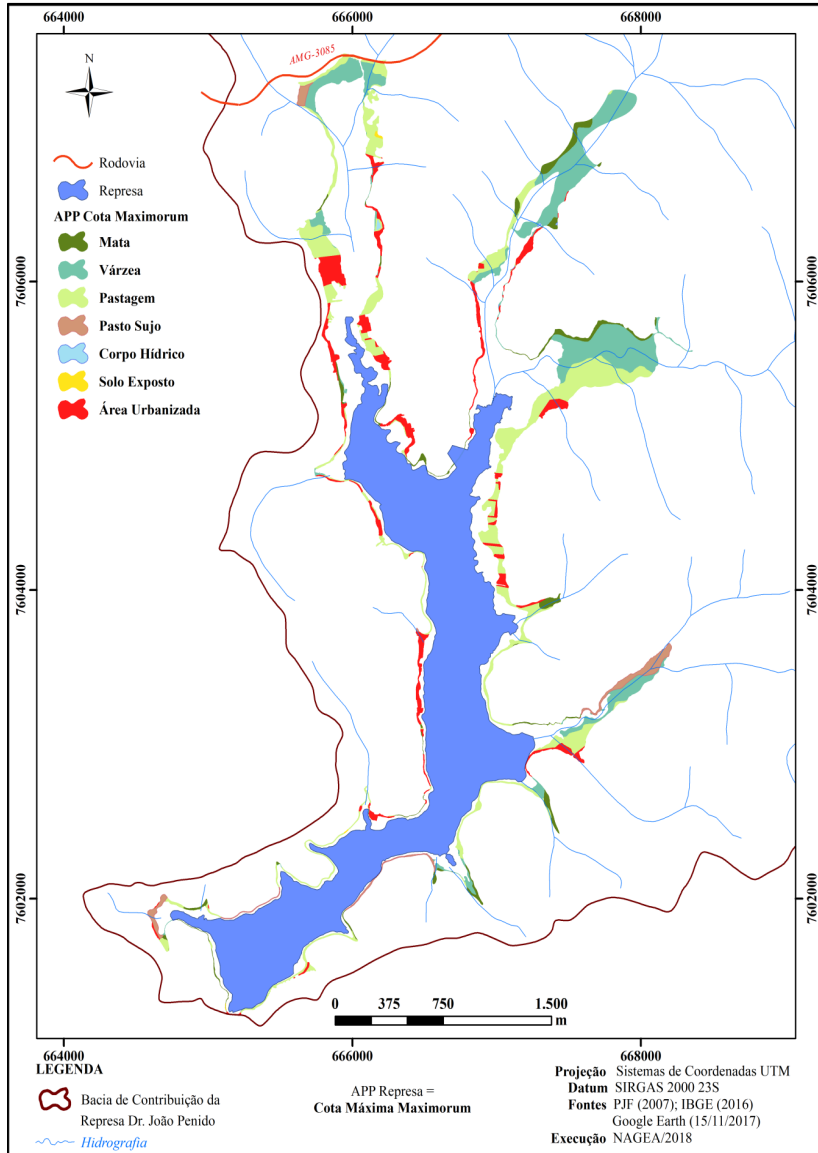 664000 666000 668000
AMG-3085
N
Rodovia
Represa
APP Cota Maximorum
Mata
Várzea
Pastagem
Pasto Sujo
Corpo Hídrico
Solo Exposto
Área Urbanizada
7606000 7606000
7604000 7604000
7602000 7602000
0 375 750 1.500
m
664000 666000 668000
LEGENDA
Bacia de Contribuição da
Represa Dr. João Penido
Hidrografia
APP Represa =
Cota Máxima Maximorum
Projeção Sistemas de Coordenadas UTM
Datum SIRGAS 2000 23S
Fontes PJF (2007); IBGE (2016)
Google Earth (15/11/2017)
Execução NAGEA/2018